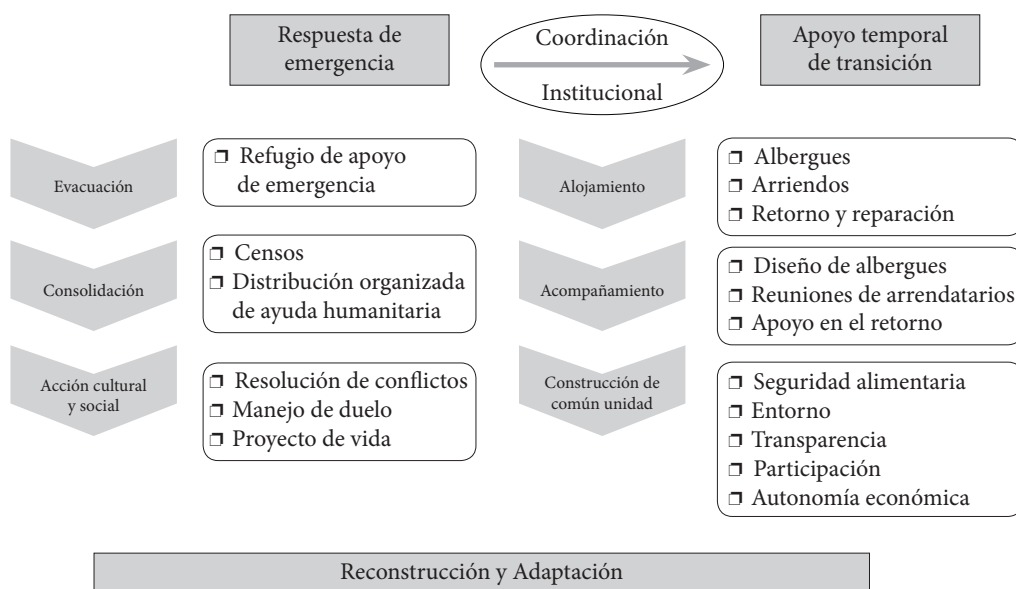 Respuesta de
emergencia
Coordinación
Institucional
Apoyo temporal
de transición
Evacuación
❐ Refugio de apoyo
de emergencia
Alojamiento
❐ Albergues
❐ Arriendos
❐ Retorno y reparación
Consolidación
❐ Censos
❐ Distribución organizada
de ayuda humanitaria
Acompañamiento
❐ Diseño de albergues
❐ Reuniones de arrendatarios
❐ Apoyo en el retorno
Acción cultural
y social
❐ Resolución de conflictos
❐ Manejo de duelo
❐ Proyecto de vida
Construcción de
común unidad
❐ Seguridad alimentaria
❐ Entorno
❐ Transparencia
❐ Participación
❐ Autonomía económica
Reconstrucción y Adaptación